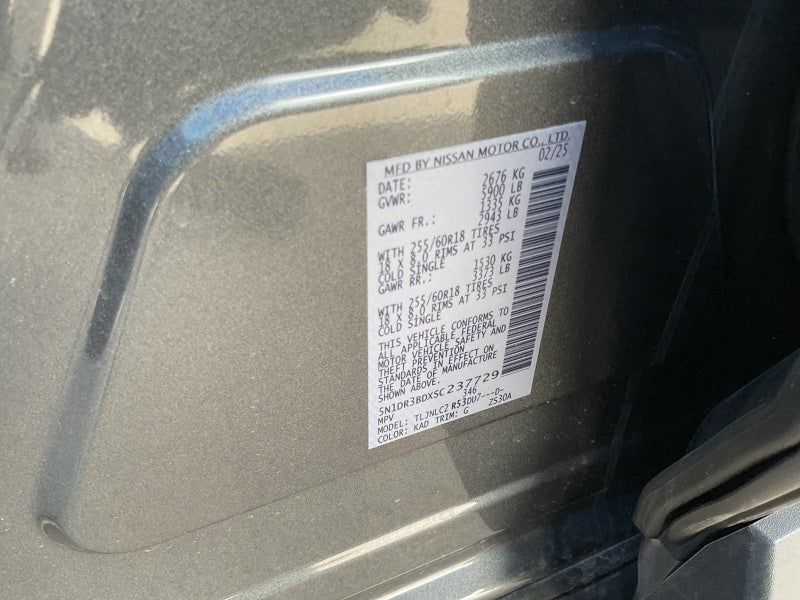 MFD BY NISSAN MOTOR CO., LTD.
DATE: 02/25
GVWR: 2676 KG
5900 LB
GAWR FR.: 1335 KG
2943 LB
WITH 255/60R18 TIRES
18 X 8.0 RIMS AT 33 PSI
COLD SINGLE
GAWR RR.: 1530 KG
3373 LB
WITH 255/60R18 TIRES
18 X 8.0 RIMS AT 33 PSI
COLD SINGLE
THIS VEHICLE CONFORMS TO
ALL APPLICABLE FEDERAL
MOTOR VEHICLE SAFETY AND
THEFT PREVENTION
STANDARDS IN EFFECT ON
THE DATE OF MANUFACTURE
SHOWN ABOVE.
5N1DR3BDXSC237729
MPV 346
MODEL: TLJNLC2 R53DU7---D-
COLOR: KAD TRIM: G ZS30A